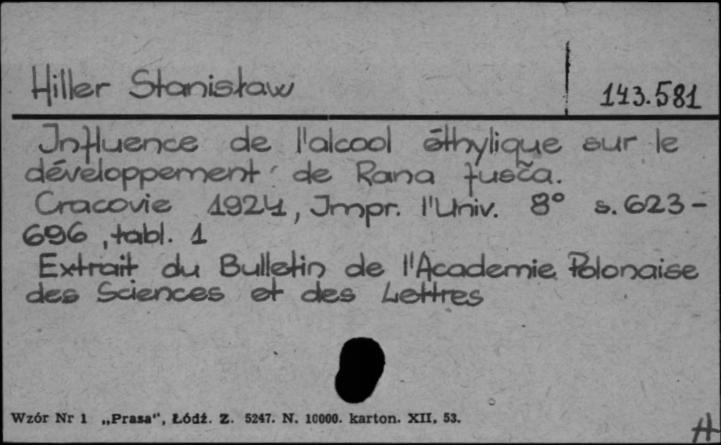 Hiller Stanisław
143.581
Influence de l'alcool éthylique sur le
développement de Rana fusca.
Cracovie 1924, Impr. l'Univ. 8° s. 623-
696, tabl. 1
Extrait du Bulletin de l'Academie Polonaise
des Sciences et des Lettres
Wzór Nr 1 „Prasa", Łódź. Z. 5247. N. 10000. karton. XII. 53.
H